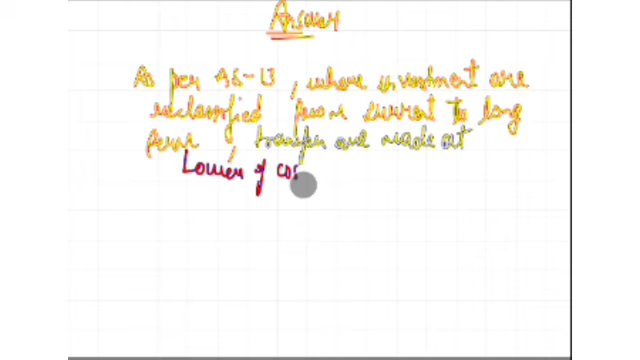 Answer
As per AS-13, where investment are
reclassified from current to long
term, transfer are made at
Lower of cos